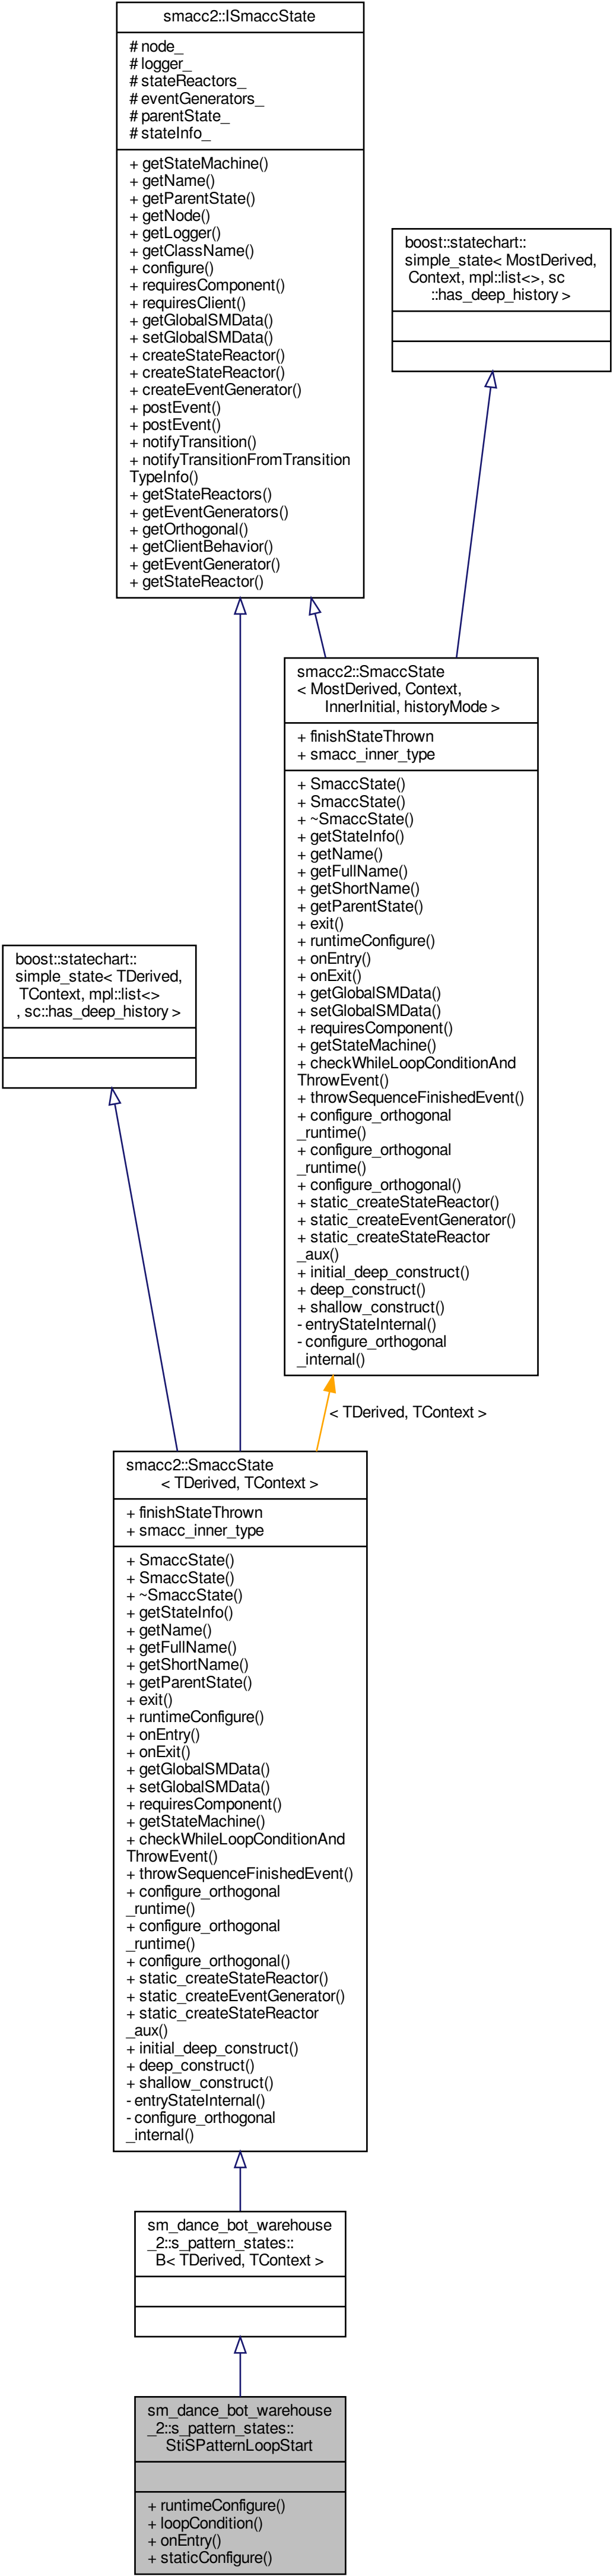 smacc2::ISmaccState
# node_
# logger_
# stateReactors_
# eventGenerators_
# parentState_
# stateInfo_
+ getStateMachine()
+ getName()
+ getParentState()
+ getNode()
+ getLogger()
+ getClassName()
+ configure()
+ requiresComponent()
+ requiresClient()
+ getGlobalSMData()
+ setGlobalSMData()
+ createStateReactor()
+ createStateReactor()
+ createEventGenerator()
+ postEvent()
+ postEvent()
+ notifyTransition()
+ notifyTransitionFromTransition
TypeInfo()
+ getStateReactors()
+ getEventGenerators()
+ getOrthogonal()
+ getClientBehavior()
+ getEventGenerator()
+ getStateReactor()
boost::statechart::
simple_state< MostDerived,
Context, mpl::list<>, sc
::has_deep_history >
smacc2::SmaccState
< MostDerived, Context,
InnerInitial, historyMode >
+ finishStateThrown
+ smacc_inner_type
+ SmaccState()
+ SmaccState()
+ ~SmaccState()
+ getStateInfo()
+ getName()
+ getFullName()
+ getShortName()
+ getParentState()
+ exit()
+ runtimeConfigure()
+ onEntry()
+ onExit()
+ getGlobalSMData()
+ setGlobalSMData()
+ requiresComponent()
+ getStateMachine()
+ checkWhileLoopConditionAnd
ThrowEvent()
+ throwSequenceFinishedEvent()
+ configure_orthogonal
_runtime()
+ configure_orthogonal
_runtime()
+ configure_orthogonal()
+ static_createStateReactor()
+ static_createEventGenerator()
+ static_createStateReactor
_aux()
+ initial_deep_construct()
+ deep_construct()
+ shallow_construct()
- entryStateInternal()
- configure_orthogonal
_internal()
boost::statechart::
simple_state< TDerived,
TContext, mpl::list<>
, sc::has_deep_history >
< TDerived, TContext >
smacc2::SmaccState
< TDerived, TContext >
+ finishStateThrown
+ smacc_inner_type
+ SmaccState()
+ SmaccState()
+ ~SmaccState()
+ getStateInfo()
+ getName()
+ getFullName()
+ getShortName()
+ getParentState()
+ exit()
+ runtimeConfigure()
+ onEntry()
+ onExit()
+ getGlobalSMData()
+ setGlobalSMData()
+ requiresComponent()
+ getStateMachine()
+ checkWhileLoopConditionAnd
ThrowEvent()
+ throwSequenceFinishedEvent()
+ configure_orthogonal
_runtime()
+ configure_orthogonal
_runtime()
+ configure_orthogonal()
+ static_createStateReactor()
+ static_createEventGenerator()
+ static_createStateReactor
_aux()
+ initial_deep_construct()
+ deep_construct()
+ shallow_construct()
- entryStateInternal()
- configure_orthogonal
_internal()
sm_dance_bot_warehouse
_2::s_pattern_states::
B< TDerived, TContext >
sm_dance_bot_warehouse
_2::s_pattern_states::
StiSPatternLoopStart
+ runtimeConfigure()
+ loopCondition()
+ onEntry()
+ staticConfigure()